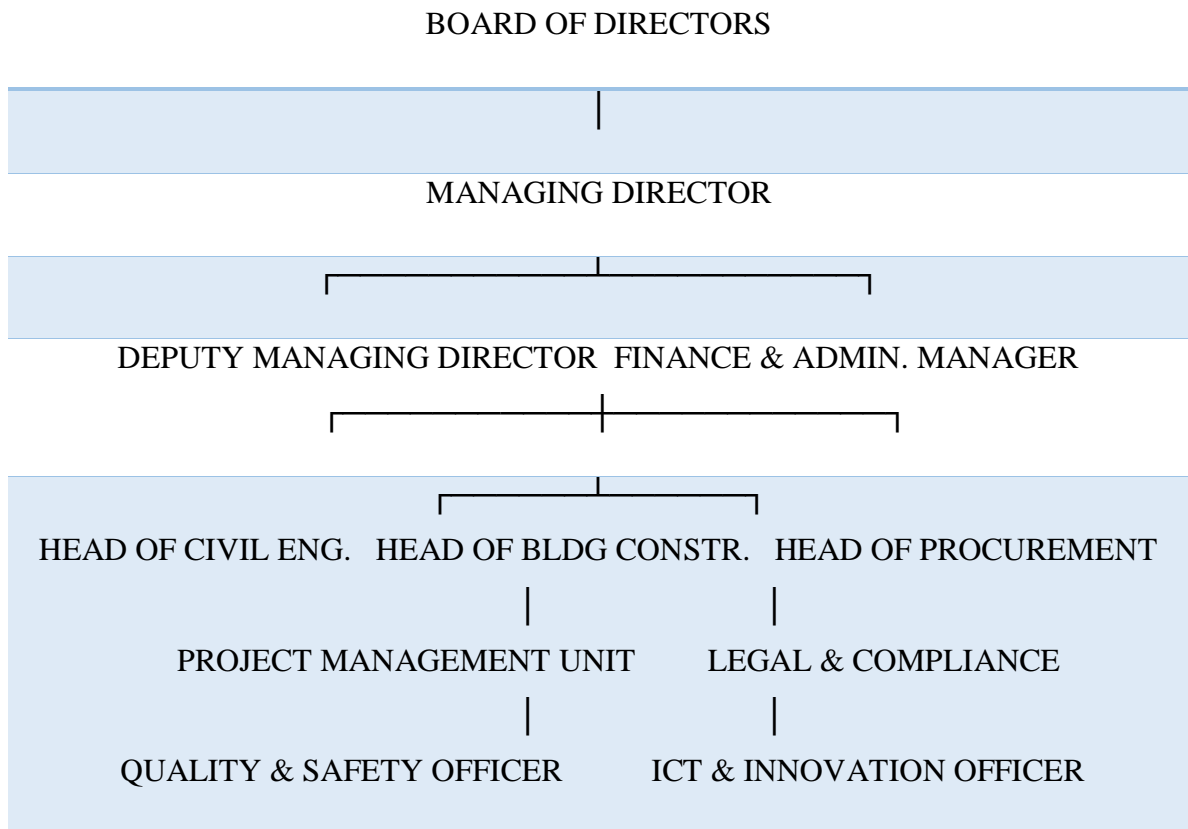 BOARD OF DIRECTORS
MANAGING DIRECTOR
DEPUTY MANAGING DIRECTOR FINANCE & ADMIN. MANAGER
HEAD OF CIVIL ENG. HEAD OF BLDG CONSTR. HEAD OF PROCUREMENT
PROJECT MANAGEMENT UNIT LEGAL & COMPLIANCE
QUALITY & SAFETY OFFICER ICT & INNOVATION OFFICER